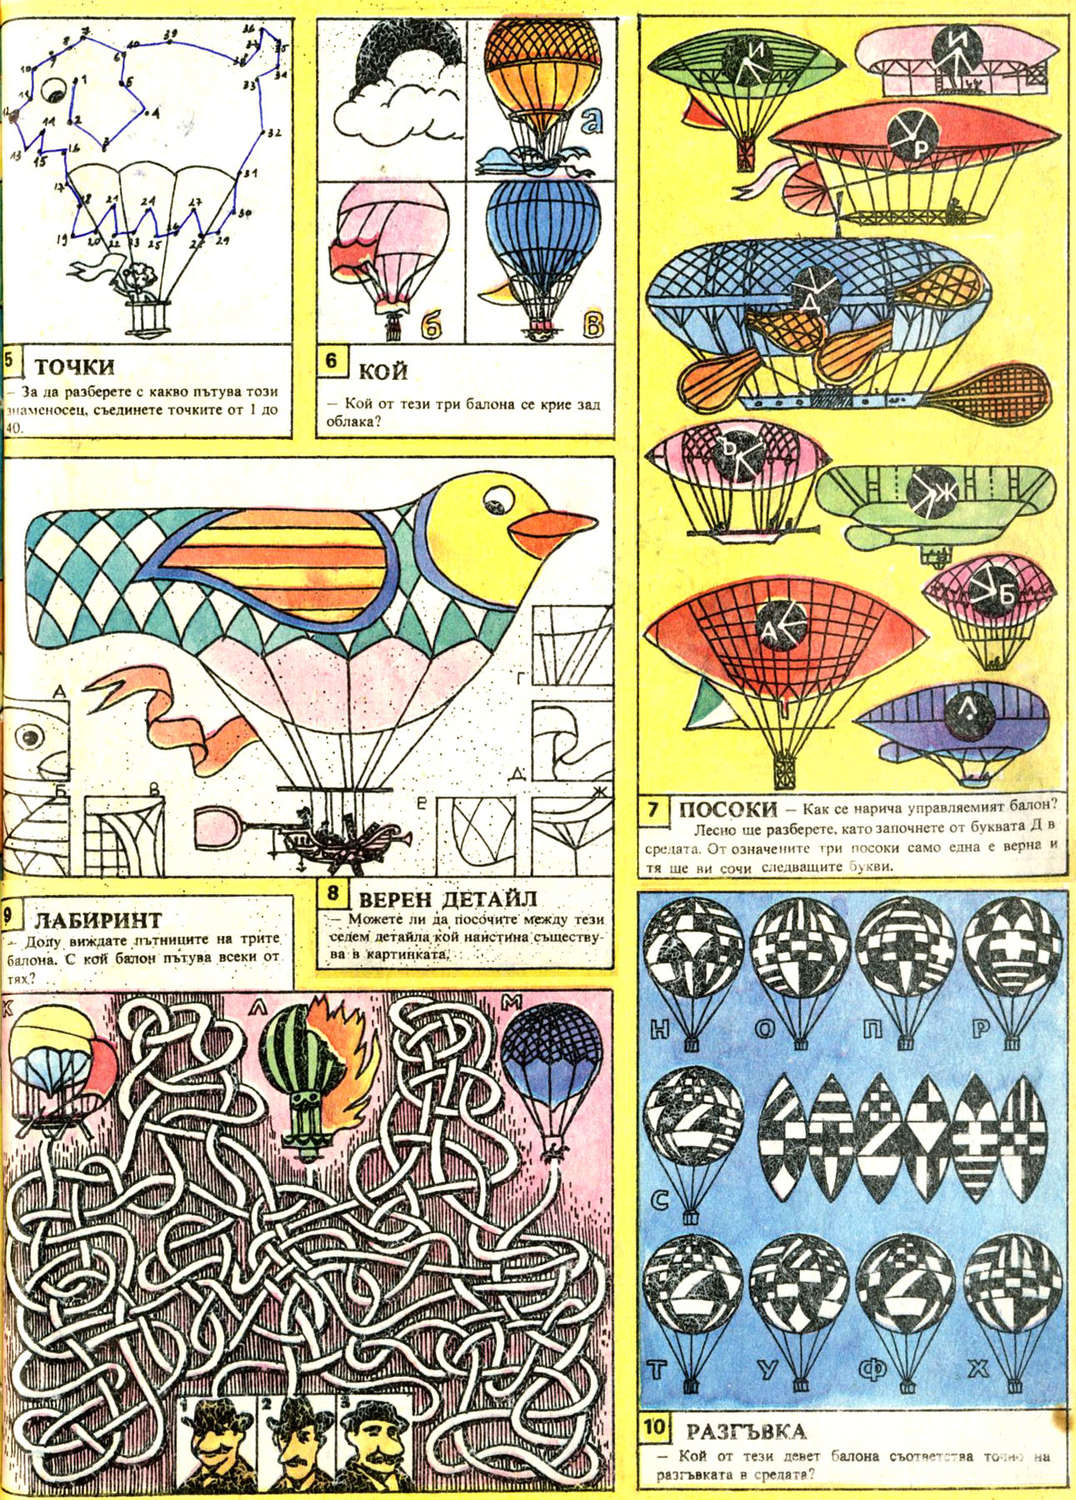 5 ТОЧКИ
— За да разберете с какво пътува този
знаменосец, съединете точките от 1 до
40.
а
б
в
6 КОЙ
— Кой от тези три балона се крие зад
облака?
И
И
Р
Д
Ъ
Ж
Б
А
Л
7 ПОСОКИ — Как се нарича управляемият балон?
Лесно ще разберете, като започнете от буквата Д в
средата. От означените три посоки само една е вярна и
тя ще ви сочи следващите букви.
А
Б
В
Г
Д
Е
Ж
8 ВЕРЕН ДЕТАЙЛ
— Можете ли да посочите между тези
седем детайла кой наистина съществу-
ва в картинката.
9 ЛАБИРИНТ
— Долу виждате пътниците на трите
балона. С кой балон пътува всеки от
тях?
К
Л
М
1
2
3
Н О П Р
С
Т У Ф Х
10 РАЗГЪВКА
— Кой от тези девет балона съответства точно на
разгъвката в средата?